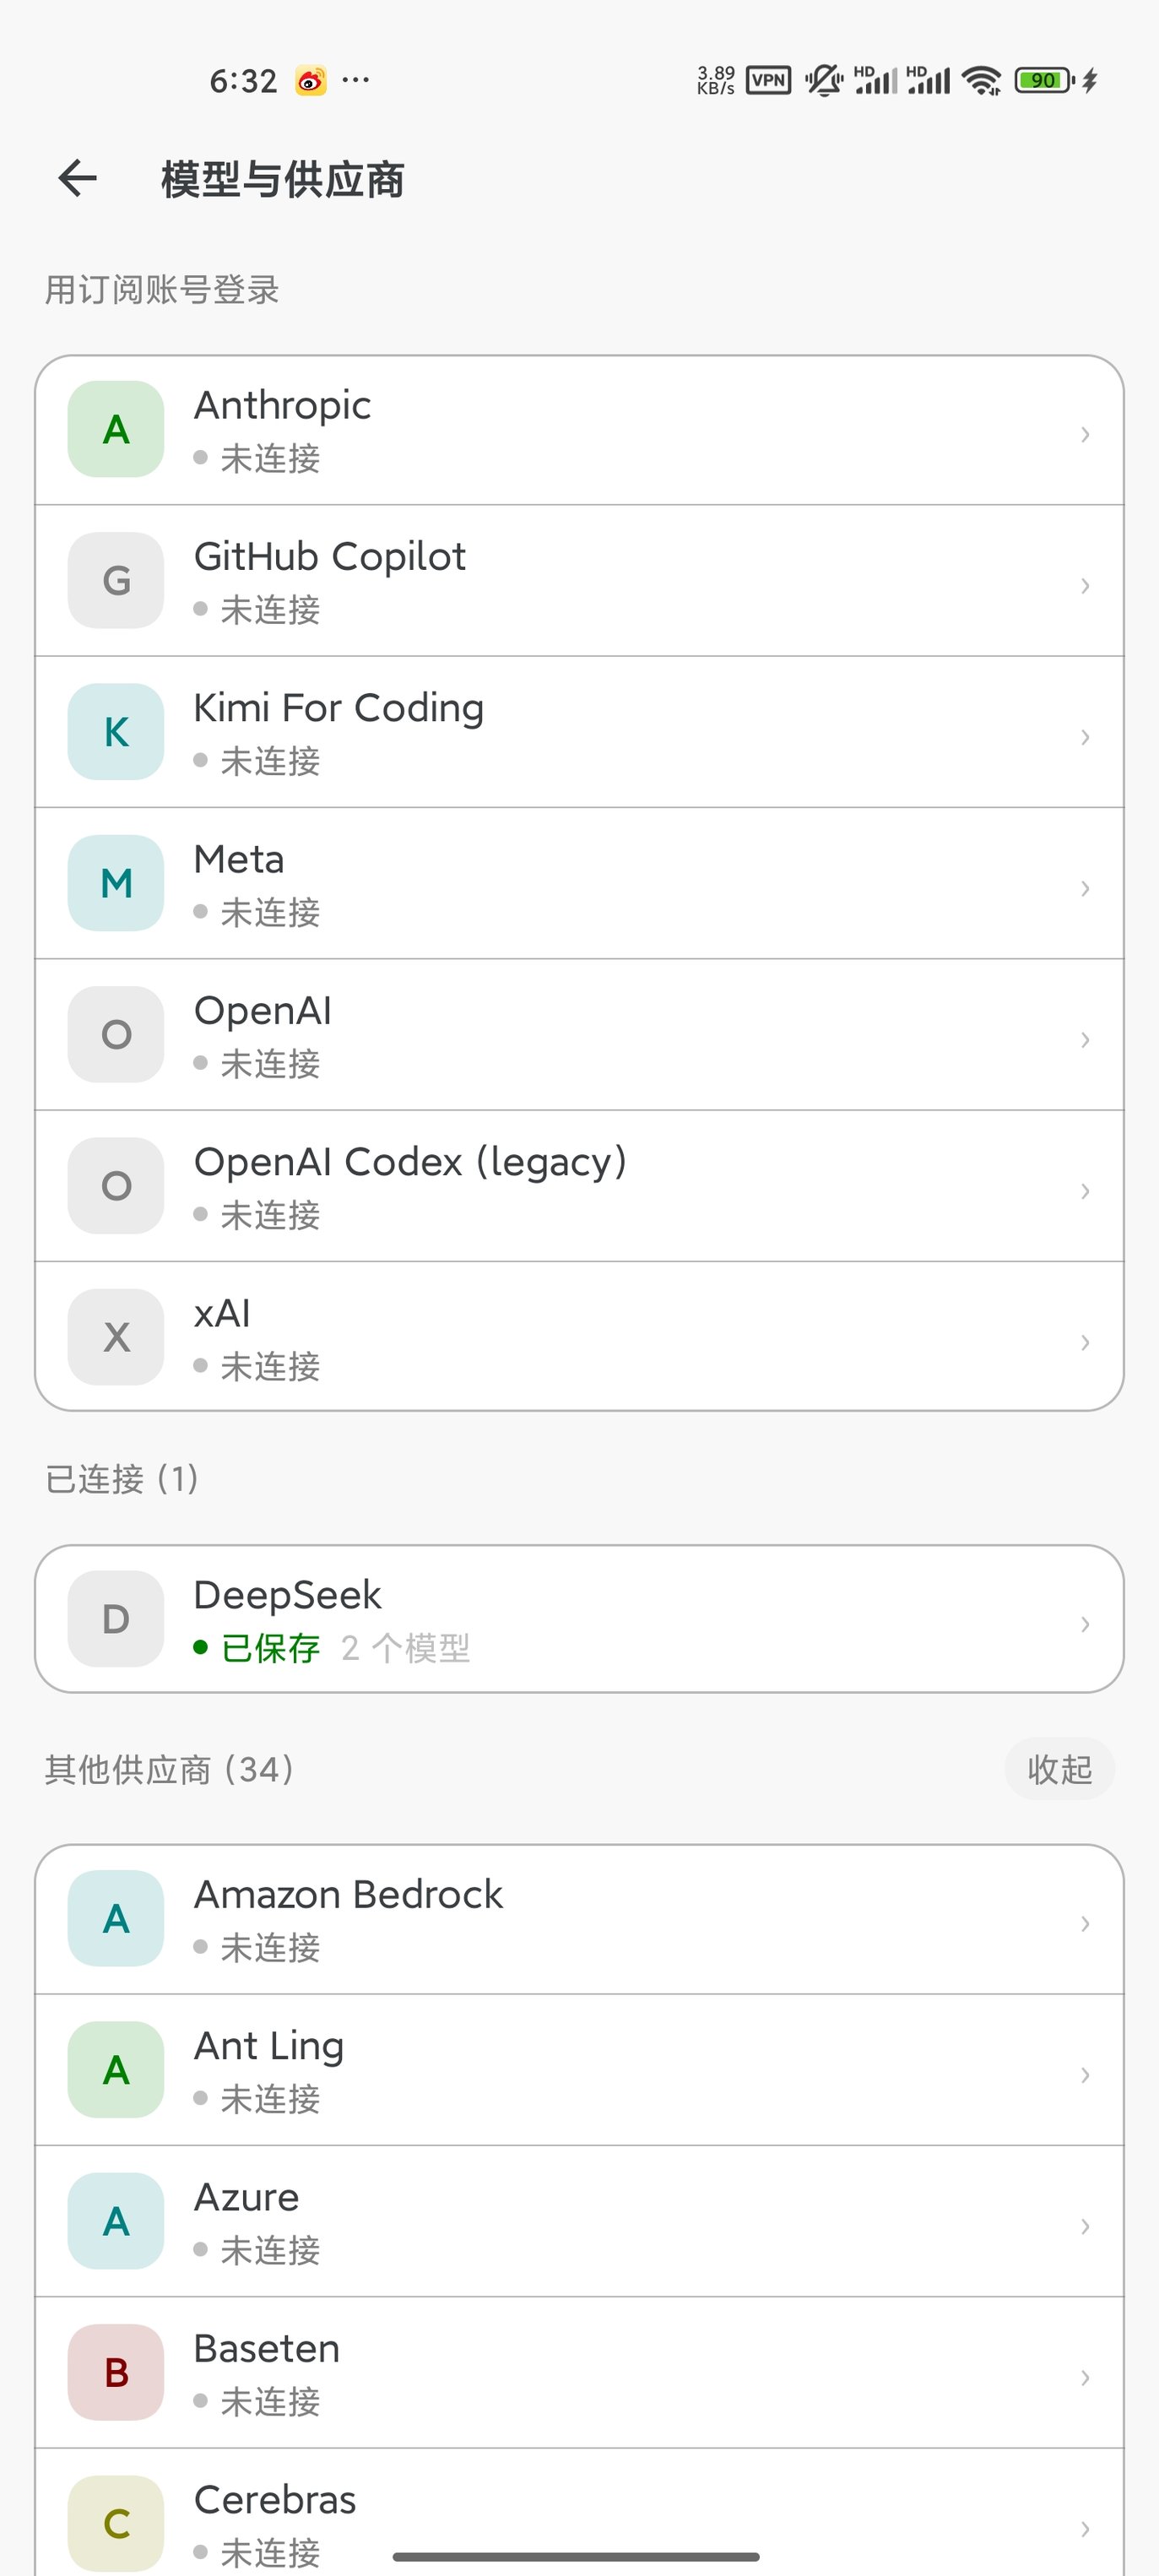 6:32 ...
3.89 KB/s VPN HD HD 90
模型与供应商
用订阅账号登录
A
Anthropic
未连接
G
GitHub Copilot
未连接
K
Kimi For Coding
未连接
M
Meta
未连接
O
OpenAI
未连接
O
OpenAI Codex (legacy)
未连接
X
xAI
未连接
已连接 (1)
D
DeepSeek
已保存 2 个模型
其他供应商 (34)
收起
A
Amazon Bedrock
未连接
A
Ant Ling
未连接
A
Azure
未连接
B
Baseten
未连接
C
Cerebras
未连接